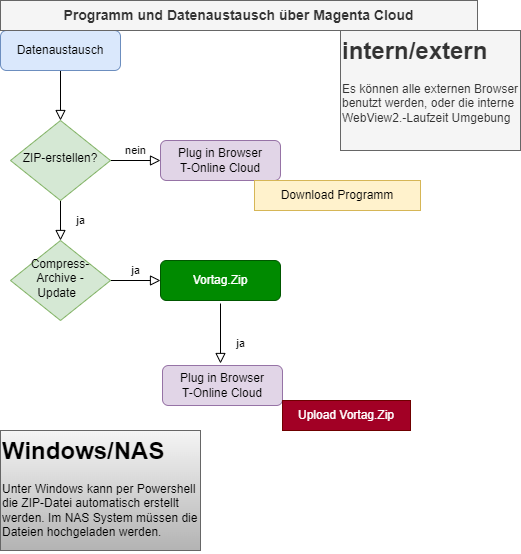 Programm und Datenaustausch über Magenta Cloud
Datenaustausch
intern/extern
Es können alle externen Browser
benutzt werden, oder die interne
WebView2.-Laufzeit Umgebung
ZIP-erstellen?
nein
Plug in Browser
T-Online Cloud
Download Programm
ja
Compress-
Archive -
Update
ja
Vortag.Zip
ja
Plug in Browser
T-Online Cloud
Upload Vortag.Zip
Windows/NAS
Unter Windows kann per Powershell
die ZIP-Datei automatisch erstellt
werden. Im NAS System müssen die
Dateien hochgeladen werden.